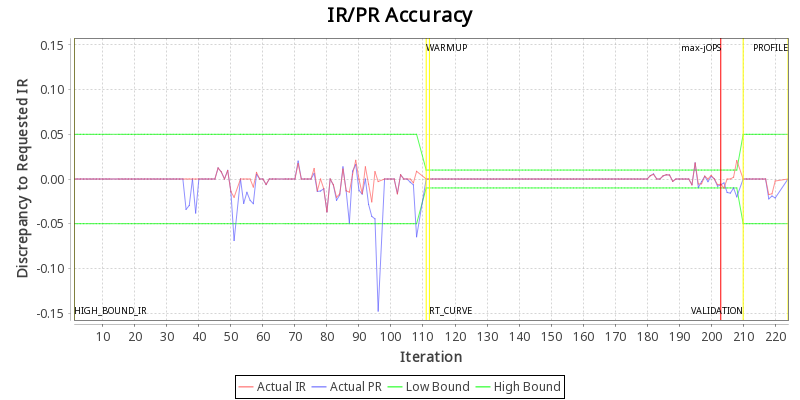 IR/PR Accuracy
Discrepancy to Requested IR
0.15
0.10
0.05
0.00
-0.05
-0.10
-0.15
WARMUP
max-jOPS
PROFILE
HIGH_BOUND_IR
RT_CURVE
VALIDATION
10 20 30 40 50 60 70 80 90 100 110 120 130 140 150 160 170 180 190 200 210 220
Iteration
Actual IR Actual PR Low Bound High Bound